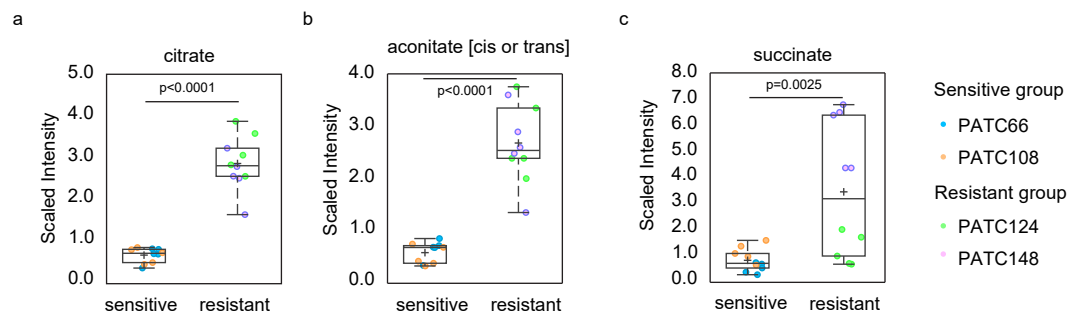 a
citrate
Scaled Intensity
5.0
4.0
3.0
2.0
1.0
0.0
p<0.0001
sensitive
resistant
b
aconitate [cis or trans]
Scaled Intensity
4.0
3.0
2.0
1.0
0.0
p<0.0001
sensitive
resistant
c
succinate
Scaled Intensity
8.0
7.0
6.0
5.0
4.0
3.0
2.0
1.0
0.0
p=0.0025
sensitive
resistant
Sensitive group
PATC66
PATC108
Resistant group
PATC124
PATC148